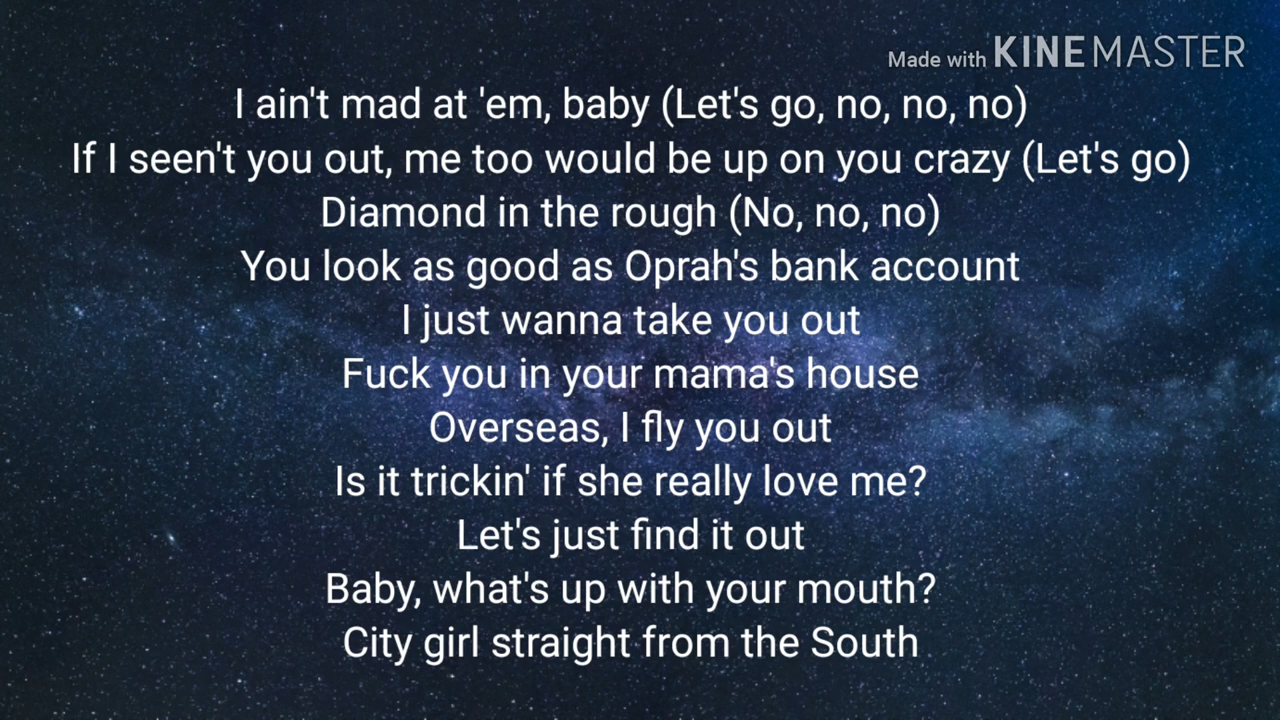 Made with KINEMASTER
I ain't mad at 'em, baby (Let's go, no, no, no)
If I seen't you out, me too would be up on you crazy (Let's go)
Diamond in the rough (No, no, no)
You look as good as Oprah's bank account
I just wanna take you out
Fuck you in your mama's house
Overseas, I fly you out
Is it trickin' if she really love me?
Let's just find it out
Baby, what's up with your mouth?
City girl straight from the South